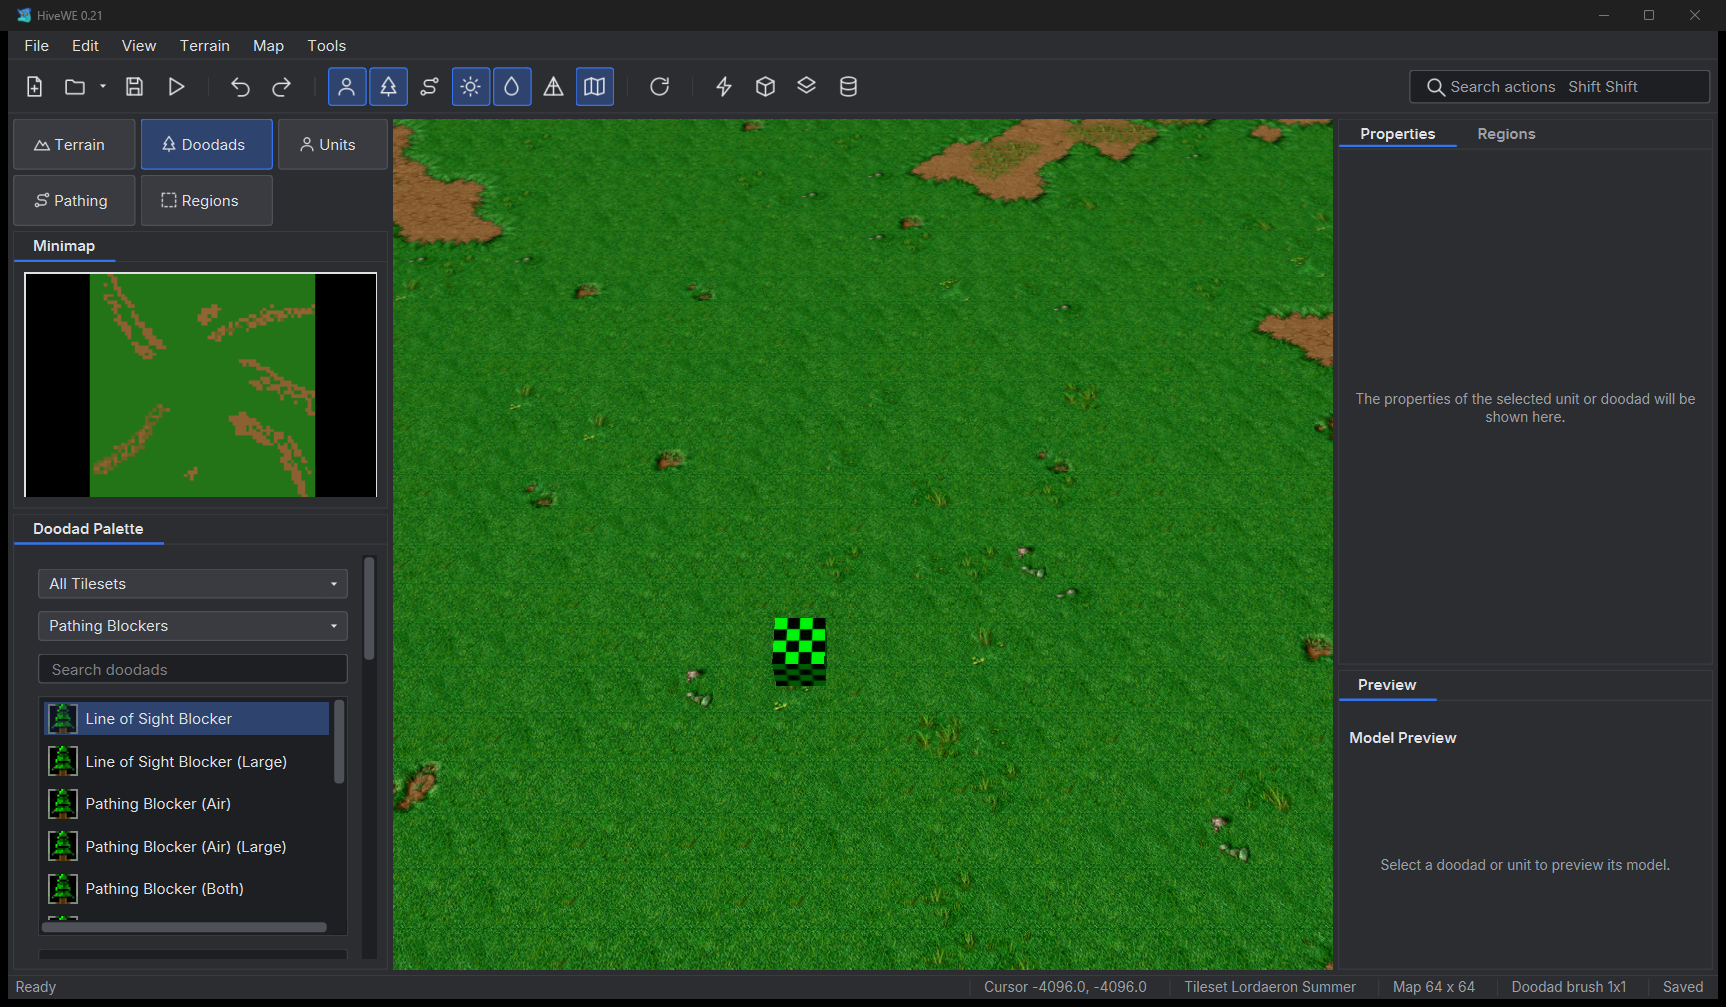 HiveWE 0.21
File Edit View Terrain Map Tools
Search actions Shift Shift
Terrain Doodads Units
Pathing Regions
Minimap
Doodad Palette
All Tilesets
Pathing Blockers
Search doodads
Line of Sight Blocker
Line of Sight Blocker (Large)
Pathing Blocker (Air)
Pathing Blocker (Air) (Large)
Pathing Blocker (Both)
Properties Regions
The properties of the selected unit or doodad will be
shown here.
Preview
Model Preview
Select a doodad or unit to preview its model.
Ready Cursor -4096.0, -4096.0 Tileset Lordaeron Summer Map 64 x 64 Doodad brush 1x1 Saved